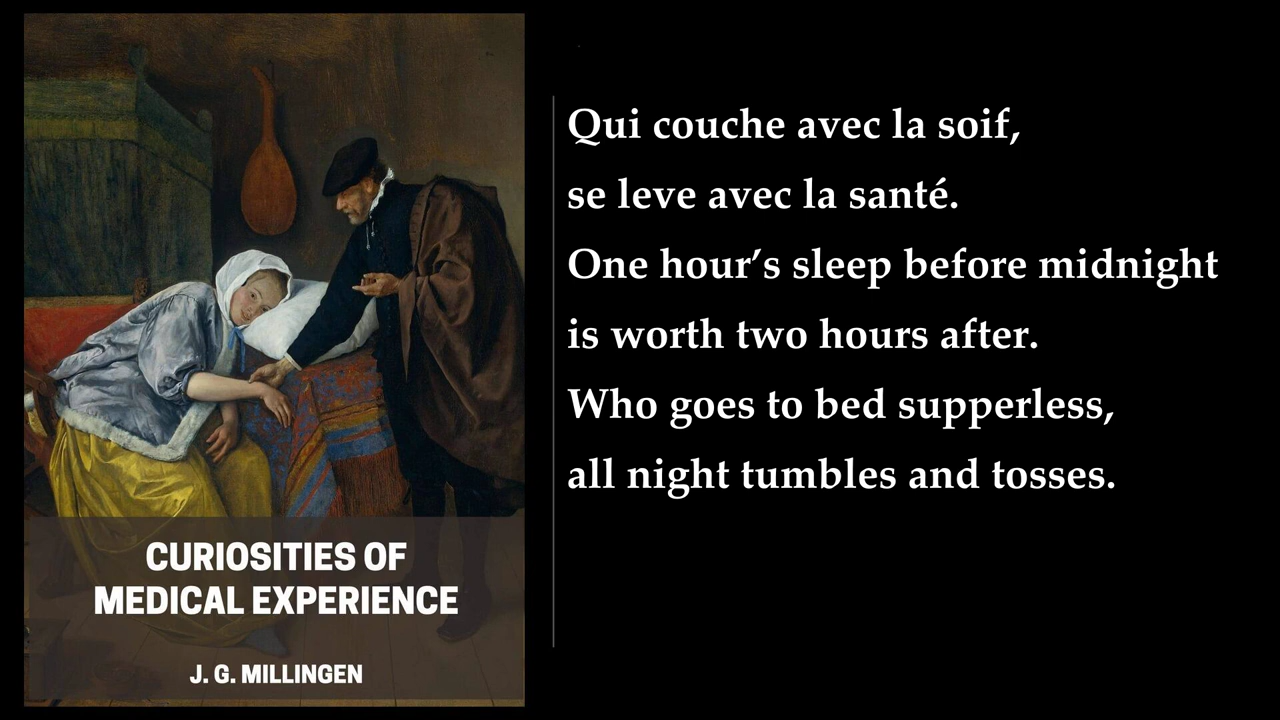 CURIOSITIES OF
MEDICAL EXPERIENCE
J. G. MILLINGEN
Qui couche avec la soif,
se leve avec la santé.
One hour’s sleep before midnight
is worth two hours after.
Who goes to bed supperless,
all night tumbles and tosses.